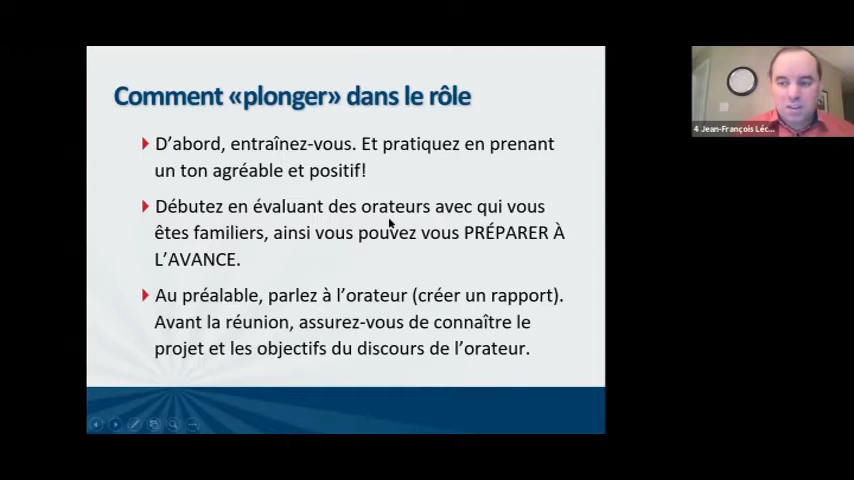 Comment «plonger» dans le rôle
D'abord, entraînez-vous. Et pratiquez en prenant
un ton agréable et positif!
Débutez en évaluant des orateurs avec qui vous
êtes familiers, ainsi vous pouvez vous PRÉPARER À
L'AVANCE.
Au préalable, parlez à l'orateur (créer un rapport).
Avant la réunion, assurez-vous de connaître le
projet et les objectifs du discours de l'orateur.
4 Jean-François Léc...